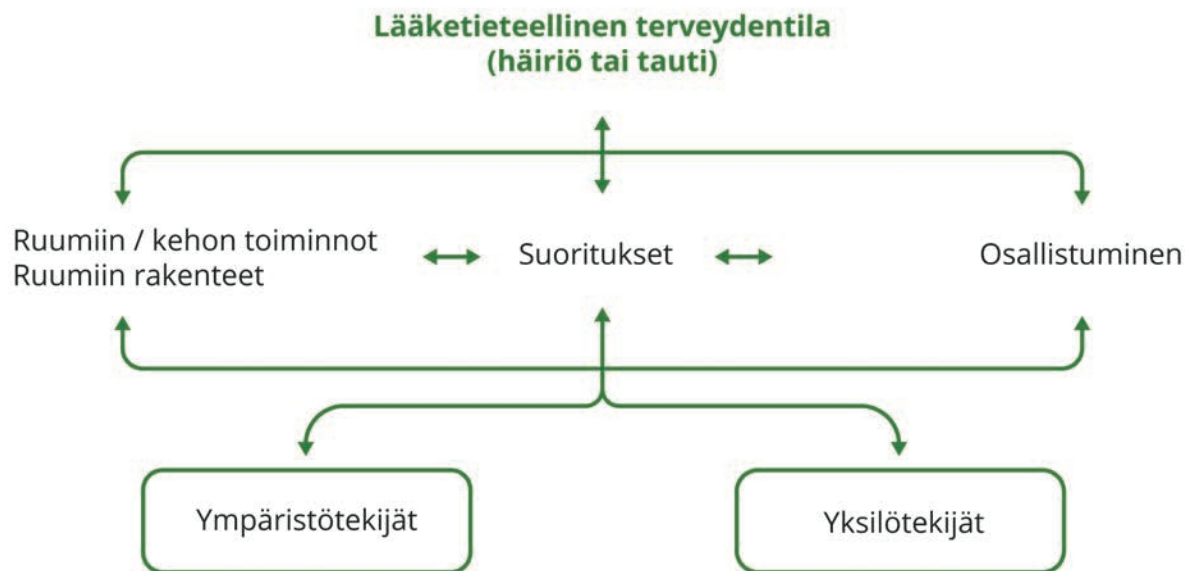 Lääketieteellinen terveydentila
(häiriö tai tauti)
Ruumiin / kehon toiminnot
Ruumiin rakenteet
Suoritukset
Osallistuminen
Ympäristötekijät
Yksilötekijät